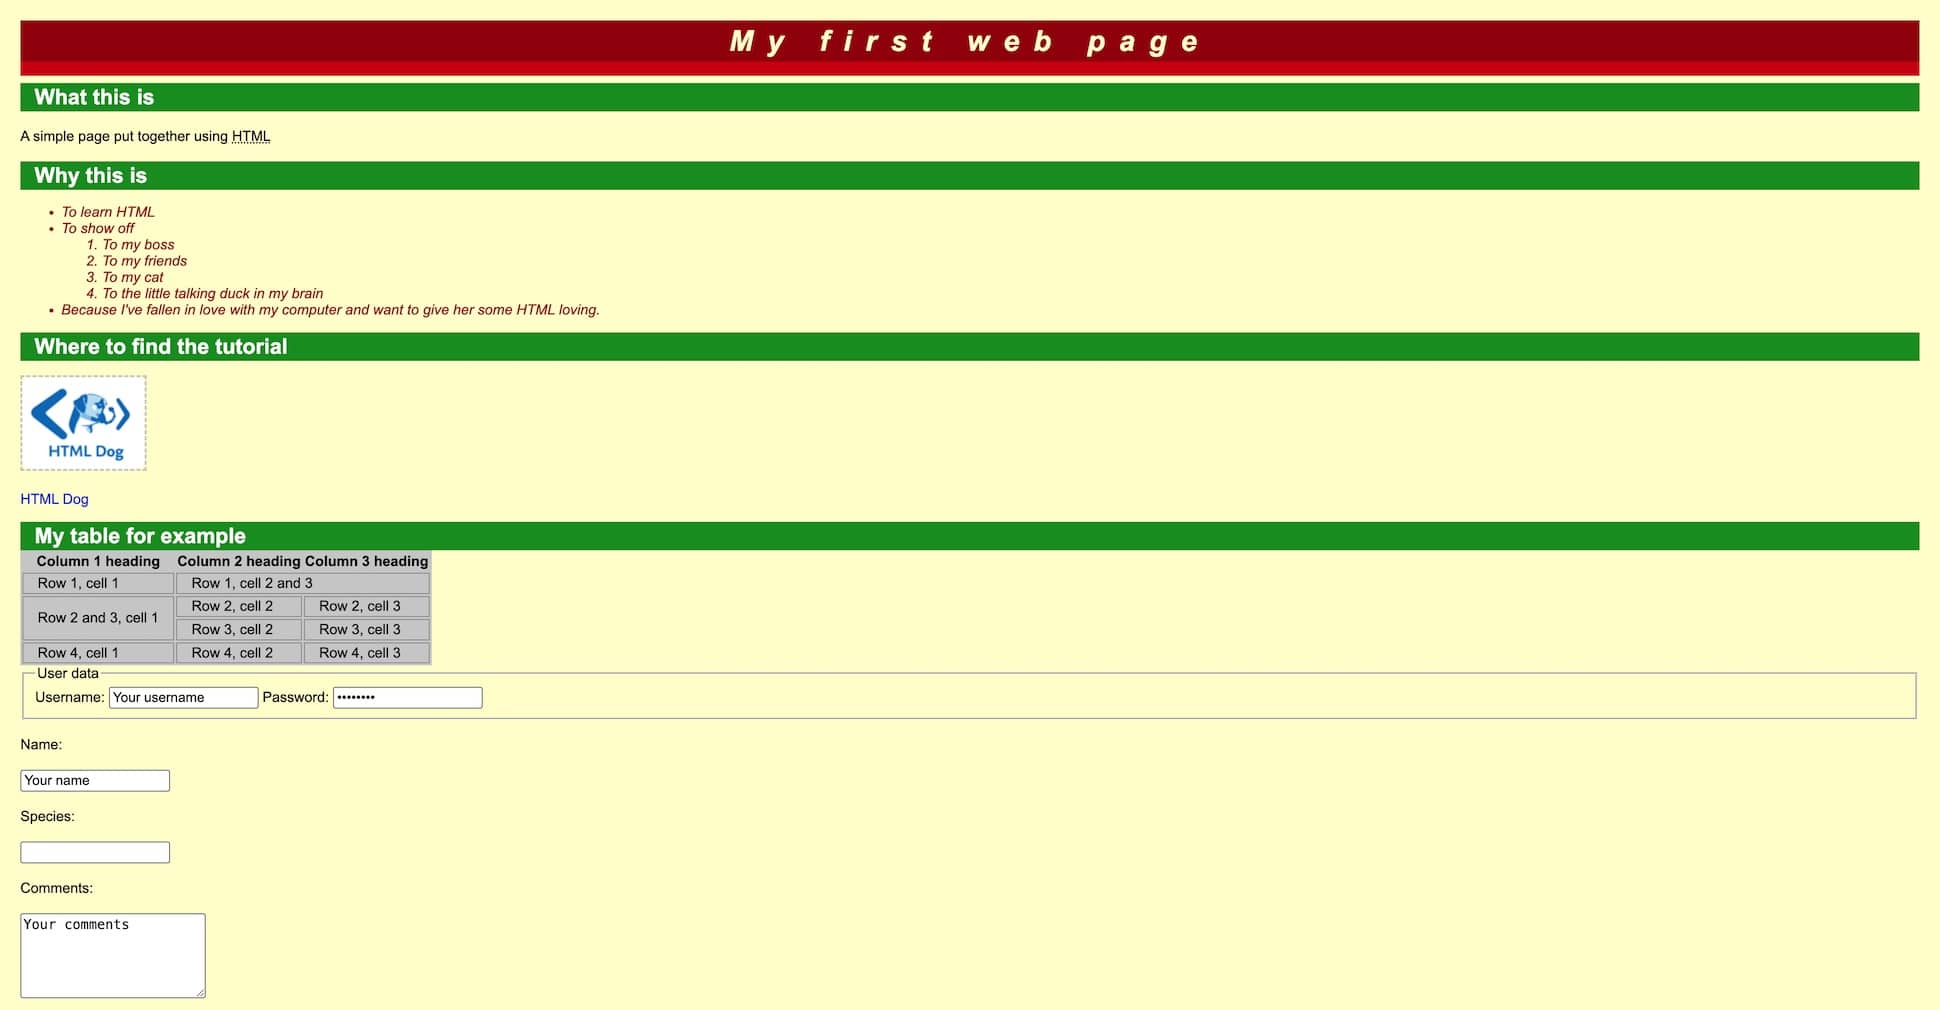 My first web page
What this is
A simple page put together using HTML
Why this is
• To learn HTML
• To show off
1. To my boss
2. To my friends
3. To my cat
4. To the little talking duck in my brain
• Because I've fallen in love with my computer and want to give her some HTML loving.
Where to find the tutorial
HTML Dog
HTML Dog
My table for example
Column 1 heading Column 2 heading Column 3 heading
Row 1, cell 1 Row 1, cell 2 and 3
Row 2 and 3, cell 1 Row 2, cell 2 Row 2, cell 3
Row 3, cell 2 Row 3, cell 3
Row 4, cell 1 Row 4, cell 2 Row 4, cell 3
User data
Username: Your username Password: ••••••••
Name:
Your name
Species:
Comments:
Your comments